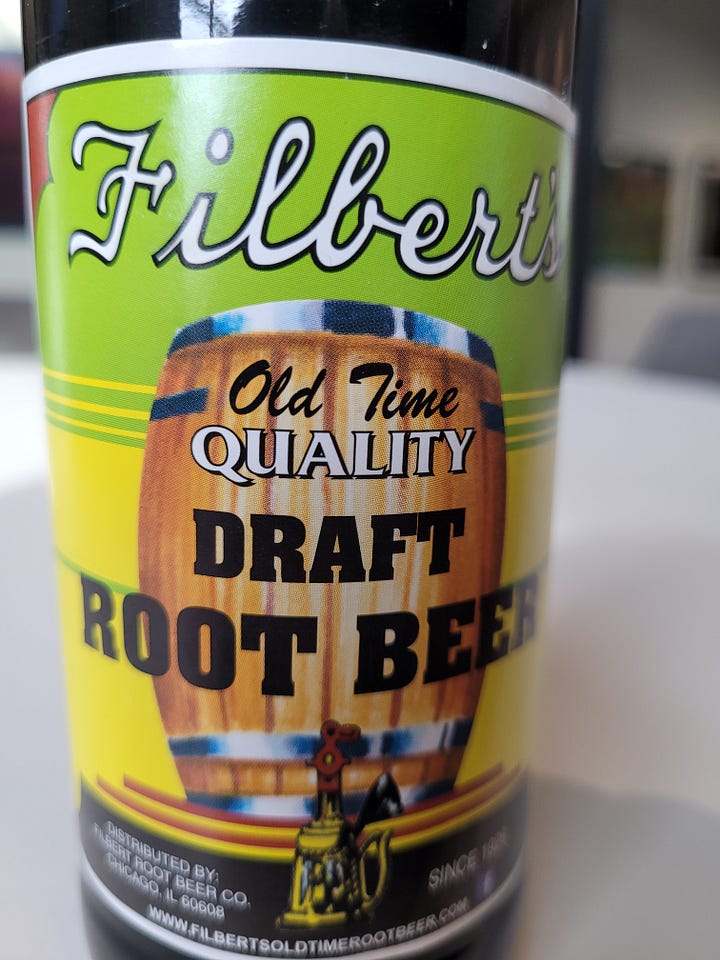 Filbert's
Old Time
QUALITY
DRAFT
ROOT BEER
DISTRIBUTED BY:
FILBERT ROOT BEER CO.
CHICAGO, IL 60608
SINCE
WWW.FILBERTSOLDTIMEROOTBEER.COM